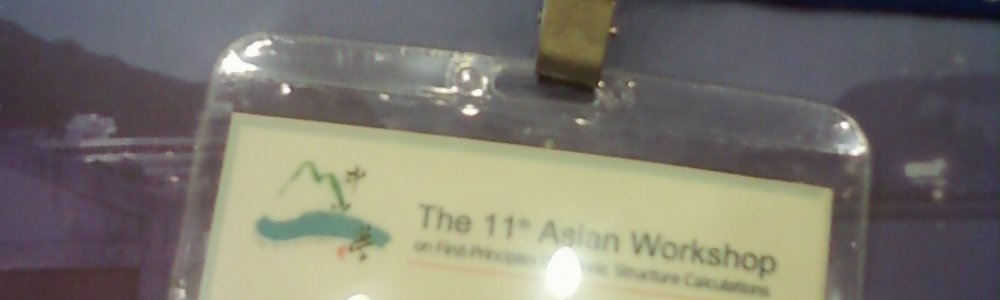 The 11th Asian Workshop
on First-Principles Structure Calculations